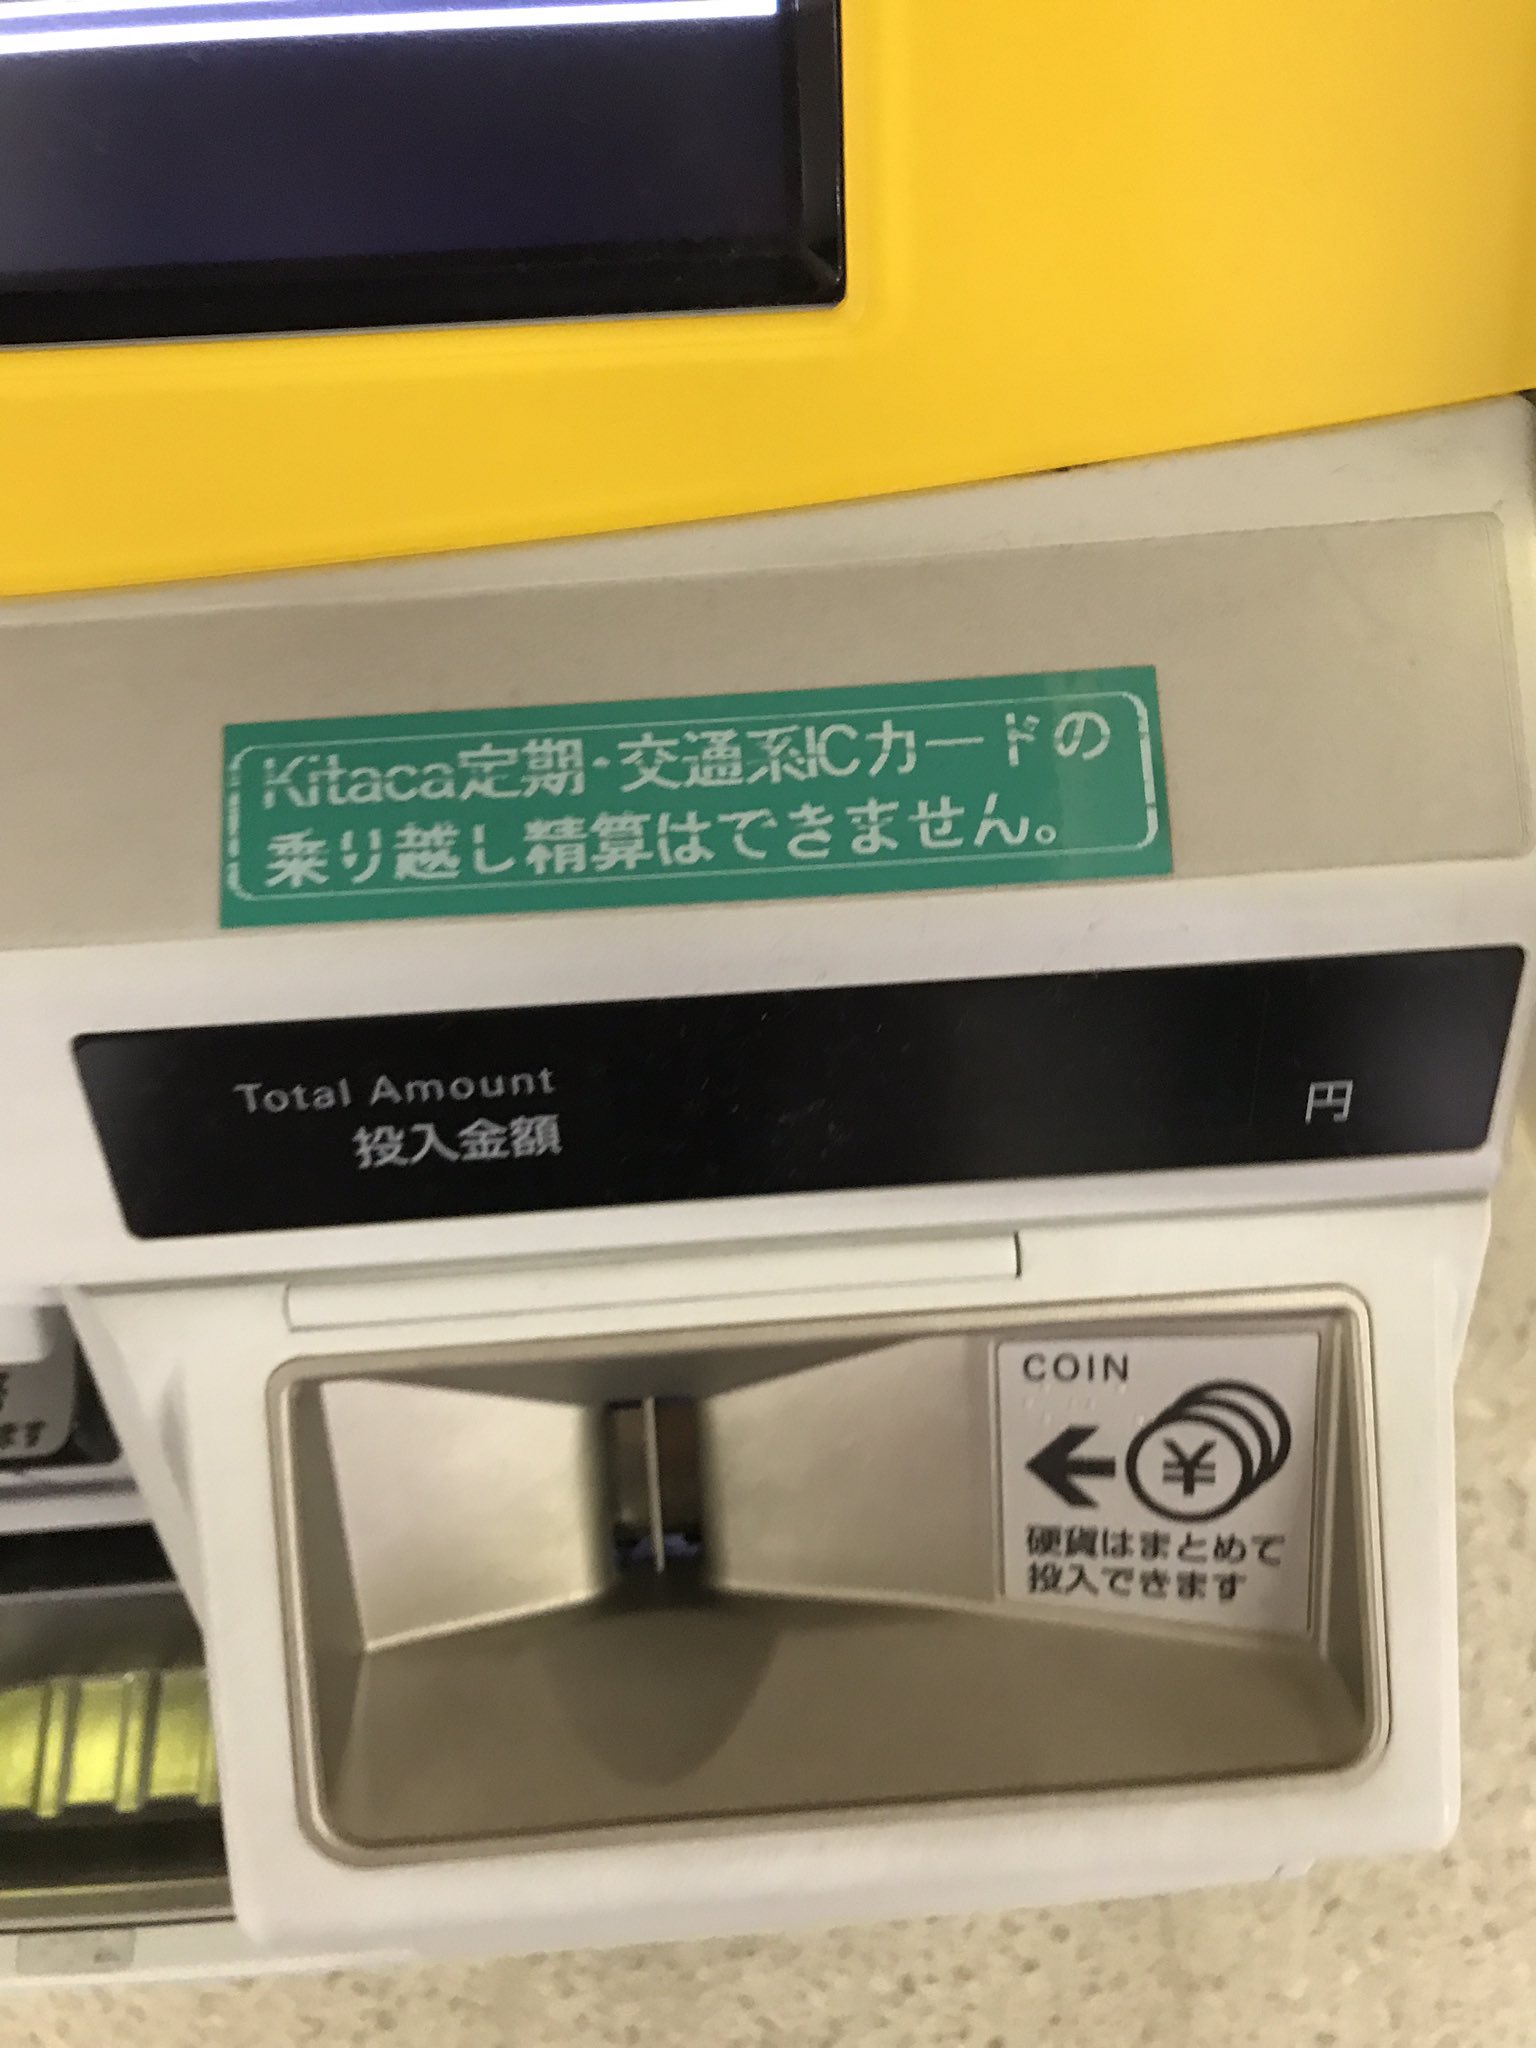 Kitaca定期・交通系ICカードの
乗り越し精算はできません。
Total Amount
投入金額
円
COIN
¥
硬貨はまとめて
投入できます
ます